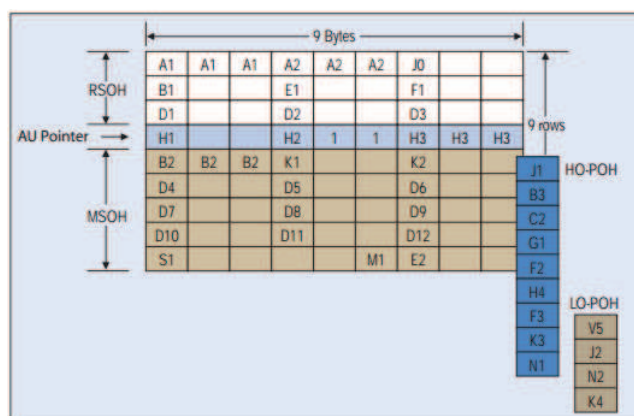 9 Bytes
RSOH
A1 A1 A1 A2 A2 A2 J0
B1 E1 F1
D1 D2 D3
9 rows
AU Pointer
H1 H2 1 1 H3 H3 H3
MSOH
B2 B2 B2 K1 K2
D4 D5 D6
D7 D8 D9
D10 D11 D12
S1 M1 E2
J1 HO-POH
B3
C2
G1
F2
H4
F3
K3
N1
LO-POH
V5
J2
N2
K4